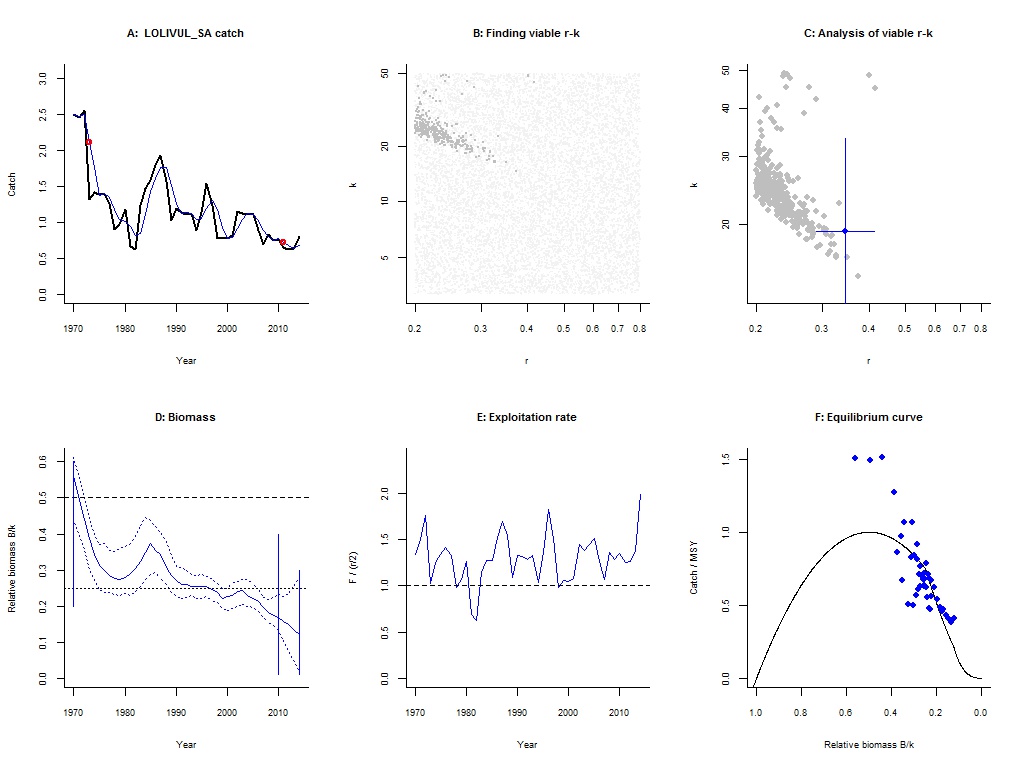 A:  LOLIVUL_SA catch
Catch
3.0
2.5
2.0
1.5
1.0
0.5
0.0
1970 1980 1990 2000 2010
Year
B: Finding viable r-k
k
50
20
10
5
0.2 0.3 0.4 0.5 0.6 0.7 0.8
r
C: Analysis of viable r-k
k
50
40
30
20
0.2 0.3 0.4 0.5 0.6 0.7 0.8
r
D: Biomass
Relative biomass B/k
0.6
0.5
0.4
0.3
0.2
0.1
0.0
1970 1980 1990 2000 2010
Year
E: Exploitation rate
F / (r/2)
2.0
1.5
1.0
0.5
0.0
1970 1980 1990 2000 2010
Year
F: Equilibrium curve
Catch / MSY
1.5
1.0
0.5
0.0
1.0 0.8 0.6 0.4 0.2 0.0
Relative biomass B/k